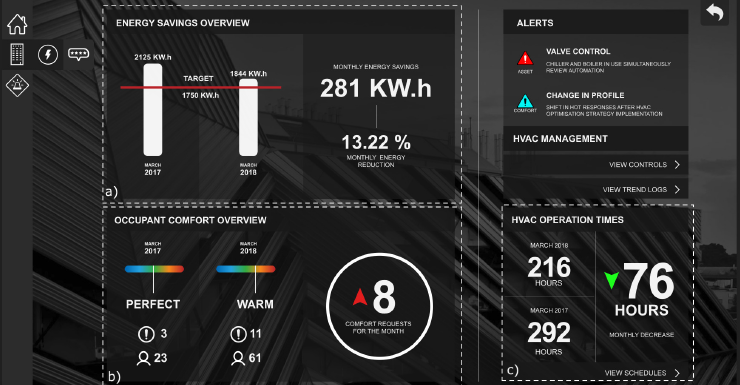 ENERGY SAVINGS OVERVIEW
2125 KW.h
TARGET
1750 KW.h
1844 KW.h
MARCH
2017
MARCH
2018
MONTHLY ENERGY SAVINGS
281 KW.h
13.22 %
MONTHLY ENERGY
REDUCTION
a)
OCCUPANT COMFORT OVERVIEW
MARCH
2017
MARCH
2018
PERFECT
WARM
3
11
23
61
8
COMFORT REQUESTS
FOR THE MONTH
b)
ALERTS
ASSET
VALVE CONTROL
CHILLER AND BOILER IN USE SIMULTANEOUSLY
REVIEW AUTOMATION
COMFORT
CHANGE IN PROFILE
SHIFT IN HOT RESPONSES AFTER HVAC
OPTIMISATION STRATEGY IMPLEMENTATION
HVAC MANAGEMENT
VIEW CONTROLS
VIEW TREND LOGS
HVAC OPERATION TIMES
MARCH 2018
216
HOURS
MARCH 2017
292
HOURS
76
HOURS
MONTHLY DECREASE
c)
VIEW SCHEDULES